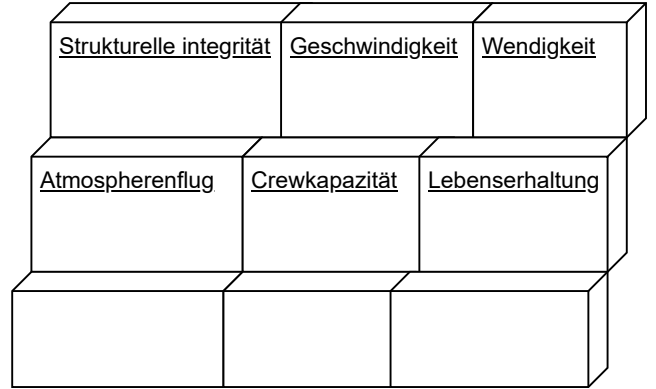 Strukturelle integrität
Geschwindigkeit
Wendigkeit
Atmospherenflug
Crewkapazität
Lebenserhaltung